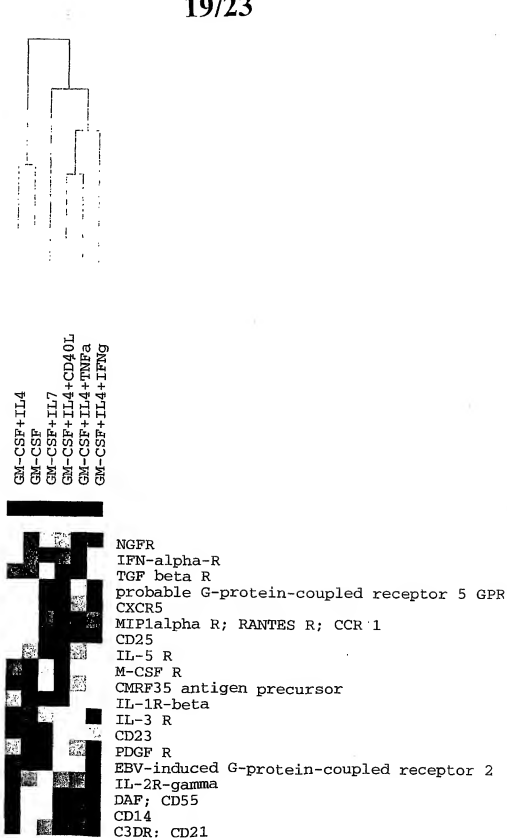 19/23
GM-CSF+IL4
GM-CSF
GM-CSF+IL7
GM-CSF+IL4+CD40L
GM-CSF+IL4+TNFa
GM-CSF+IL4+IFNg
NGFR
IFN-alpha-R
TGF beta R
probable G-protein-coupled receptor 5 GPR
CXCR5
MIP1alpha R; RANTES R; CCR 1
CD25
IL-5 R
M-CSF R
CMRF35 antigen precursor
IL-1R-beta
IL-3 R
CD23
PDGF R
EBV-induced G-protein-coupled receptor 2
IL-2R-gamma
DAF; CD55
CD14
C3DR; CD21